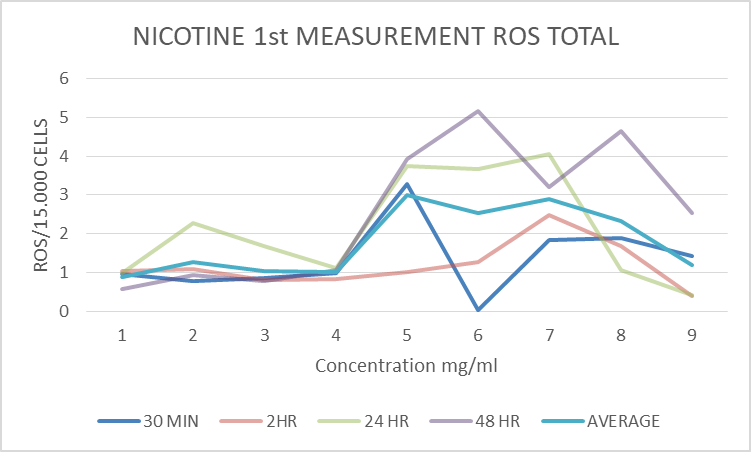 NICOTINE 1st MEASUREMENT ROS TOTAL
6
5
4
3
2
1
0
ROS/15.000 CELLS
1 2 3 4 5 6 7 8 9
Concentration mg/ml
30 MIN 2HR 24 HR 48 HR AVERAGE